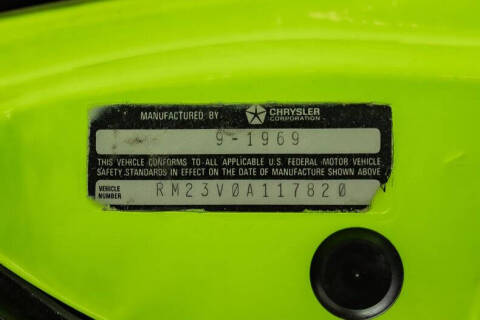 MANUFACTURED BY CHRYSLER CORPORATION
9-1969
THIS VEHICLE CONFORMS TO ALL APPLICABLE U.S. FEDERAL MOTOR VEHICLE
SAFETY STANDARDS IN EFFECT ON THE DATE OF MANUFACTURE SHOWN ABOVE
VEHICLE NUMBER RM23V0A117820